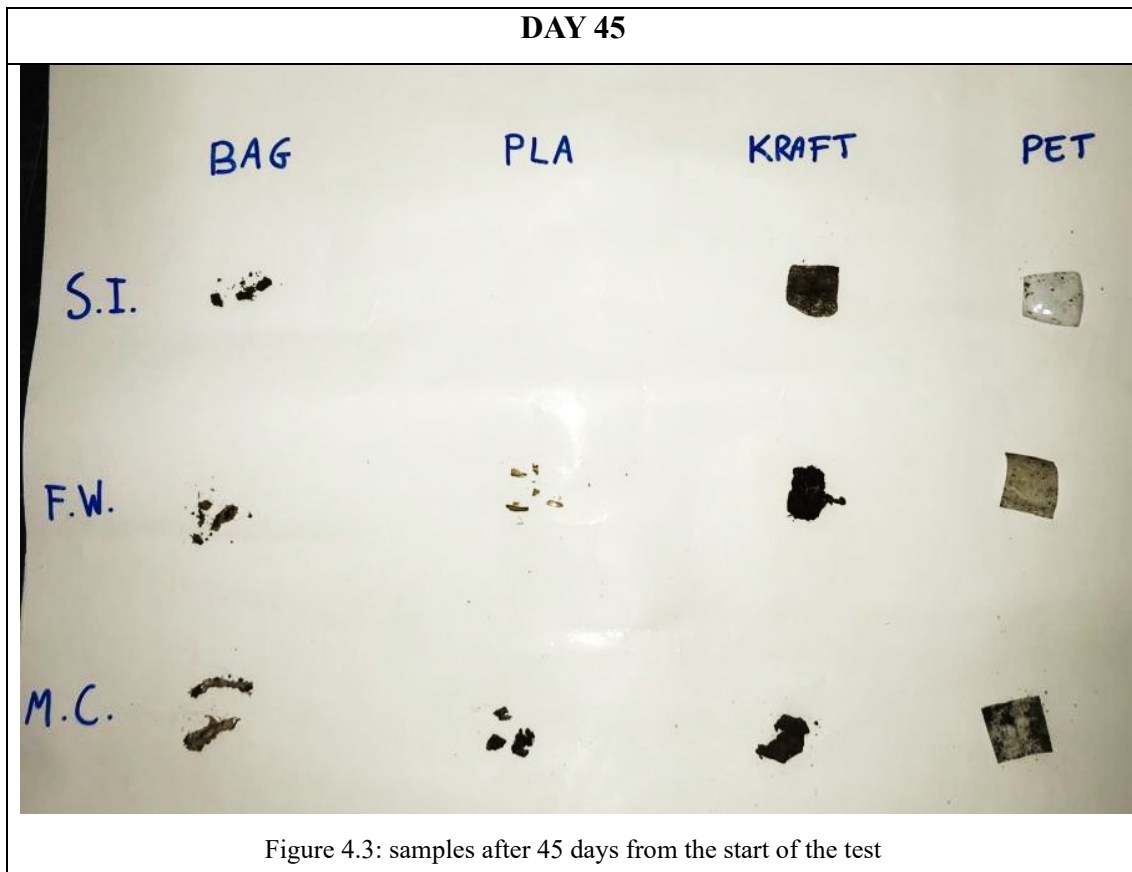 DAY 45
BAG PLA KRAFT PET
S.I.
F.W.
M.C.
Figure 4.3: samples after 45 days from the start of the test